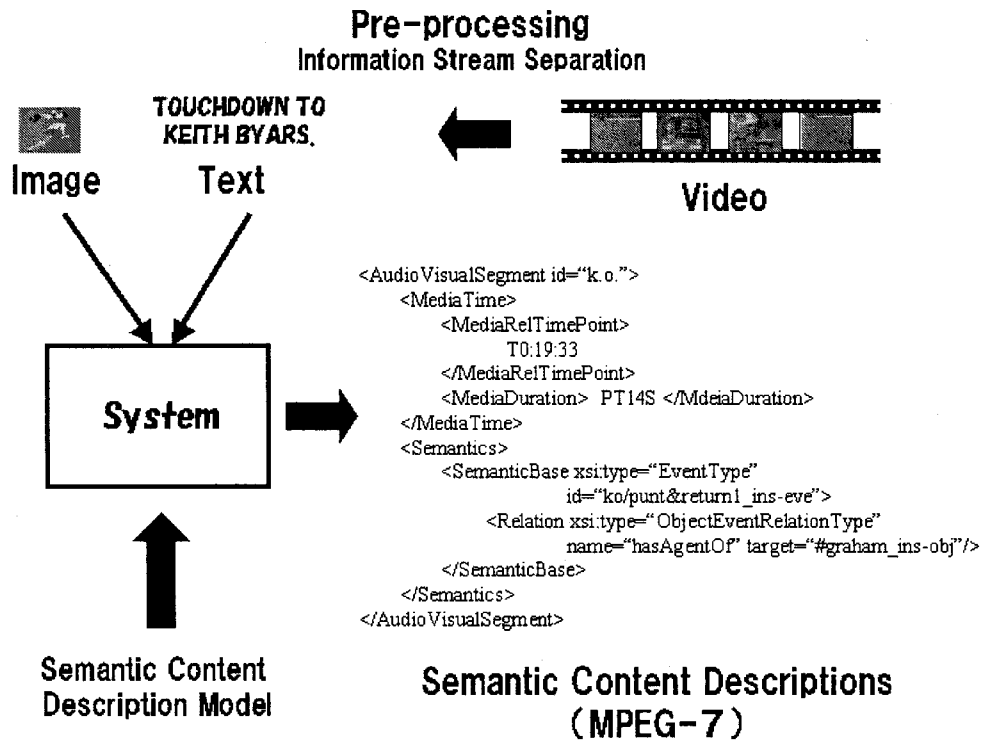 Pre-processing
Information Stream Separation
TOUCHDOWN TO
KEITH BYARS.
Image
Text
Video
System
<AudioVisualSegment id=“k.o.”>
<MediaTime>
<MediaRelTimePoint>
T0:19:33
</MediaRelTimePoint>
<MediaDuration> PT14S </MdeiaDuration>
</MediaTime>
<Semantics>
<SemanticBase xsi:type=“EventType”
id=“ko/punt&return1_ins-eve”>
<Relation xsi:type=“ObjectEventRelationType”
name=“hasAgentOf” target=“#graham_ins-obj”/>
</SemanticBase>
</Semantics>
</AudioVisualSegment>
Semantic Content
Description Model
Semantic Content Descriptions
(MPEG-7)